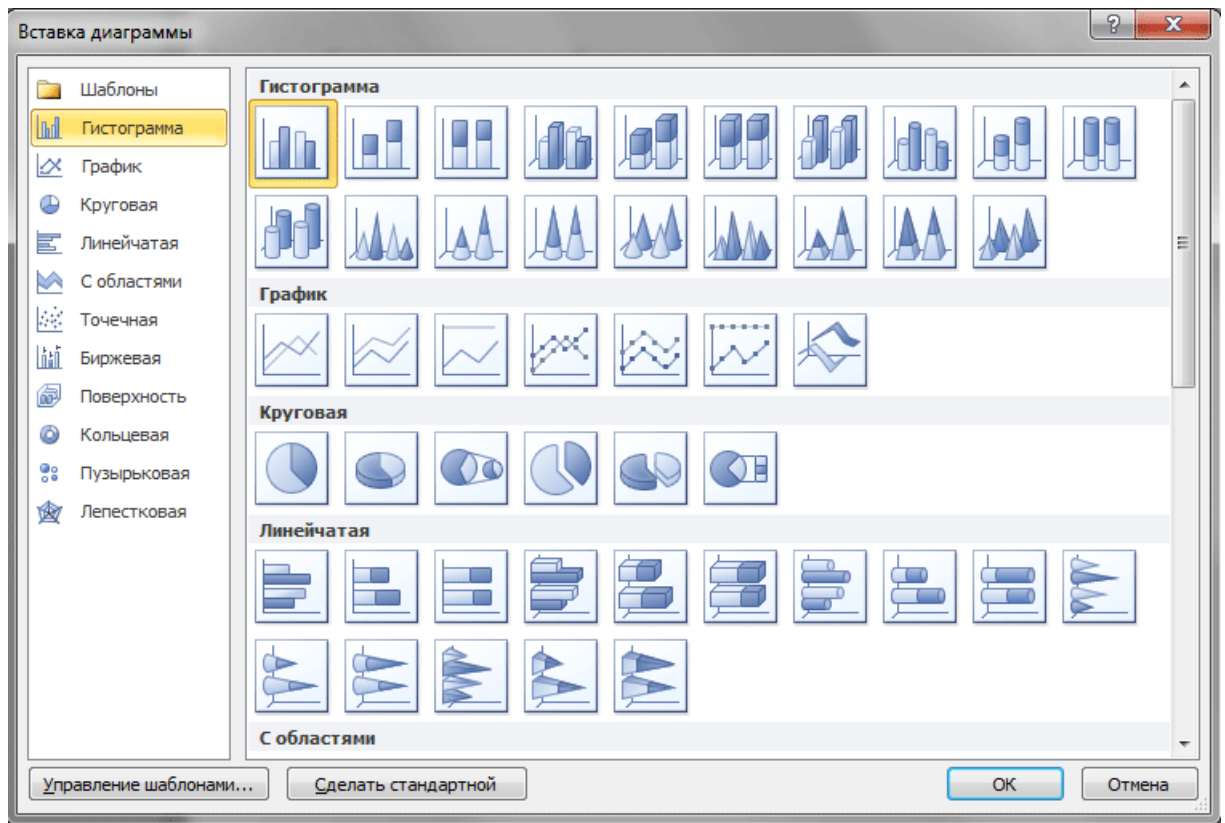 Вставка диаграммы
Шаблоны
Гистограмма
График
Круговая
Линейчатая
С областями
Точечная
Биржевая
Поверхность
Кольцевая
Пузырьковая
Лепестковая
Гистограмма
График
Круговая
Линейчатая
С областями
Управление шаблонами...
Сделать стандартной
ОК
Отмена